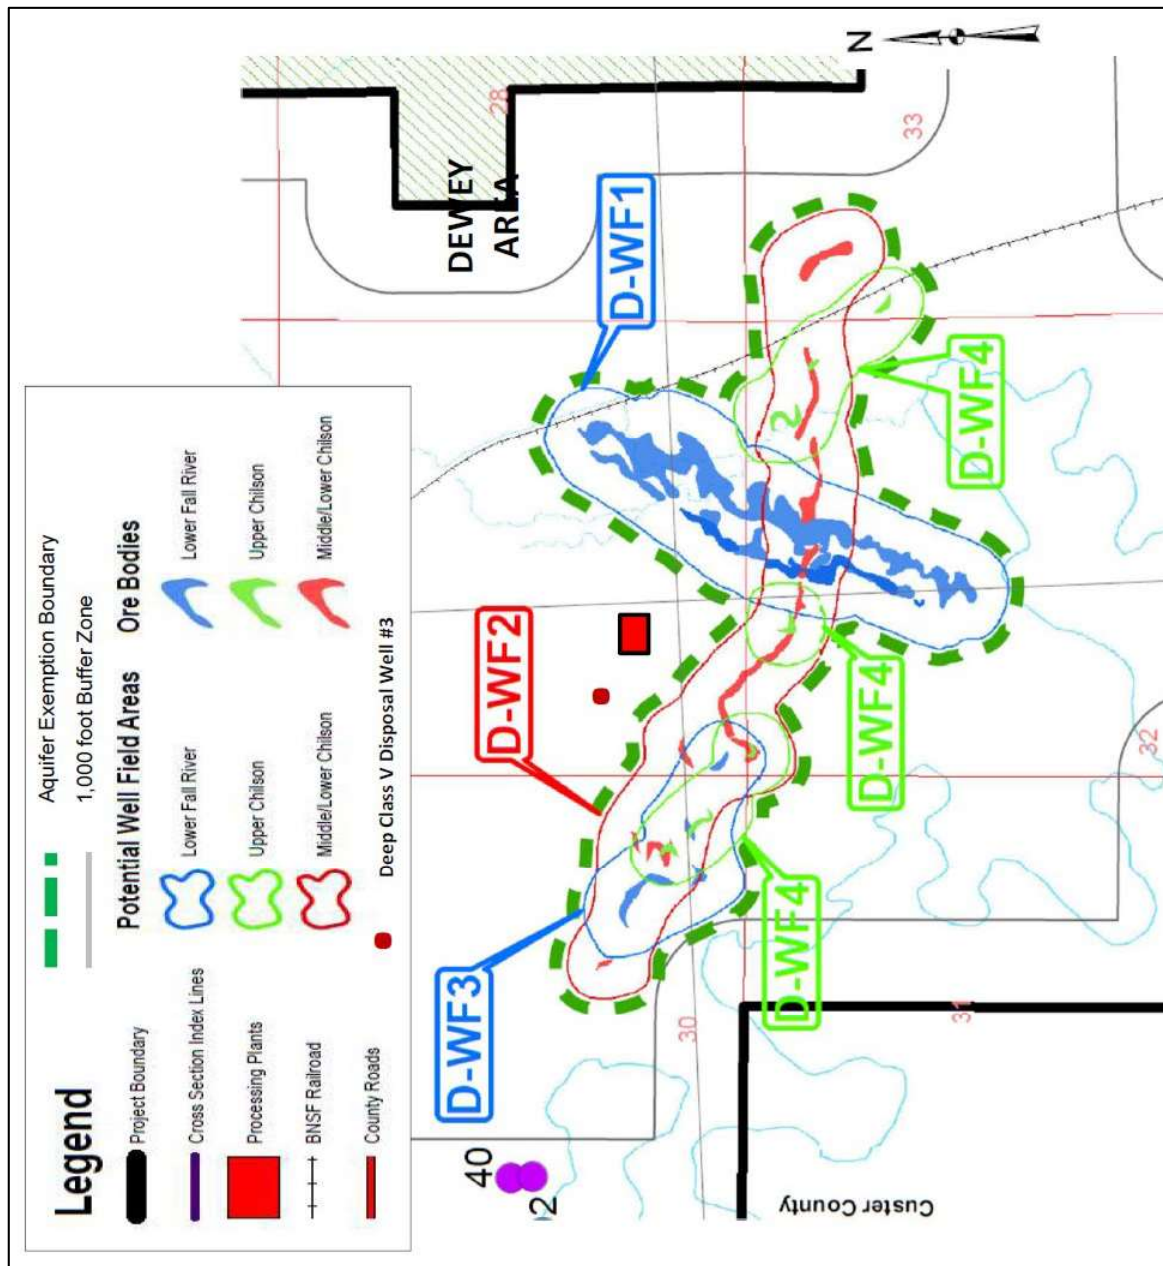 Legend
Project Boundary
Cross Section Index Lines
Processing Plants
BNSF Railroad
County Roads
Aquifer Exemption Boundary
1,000 foot Buffer Zone
Potential Well Field Areas
Lower Fall River
Upper Chilson
Middle/Lower Chilson
Ore Bodies
Lower Fall River
Upper Chilson
Middle/Lower Chilson
Deep Class V Disposal Well #3
N
28
33
DEWEY
AREA
D-WF1
D-WF2
D-WF3
D-WF4
D-WF4
D-WF4
30
31
32
40
2
Custer County